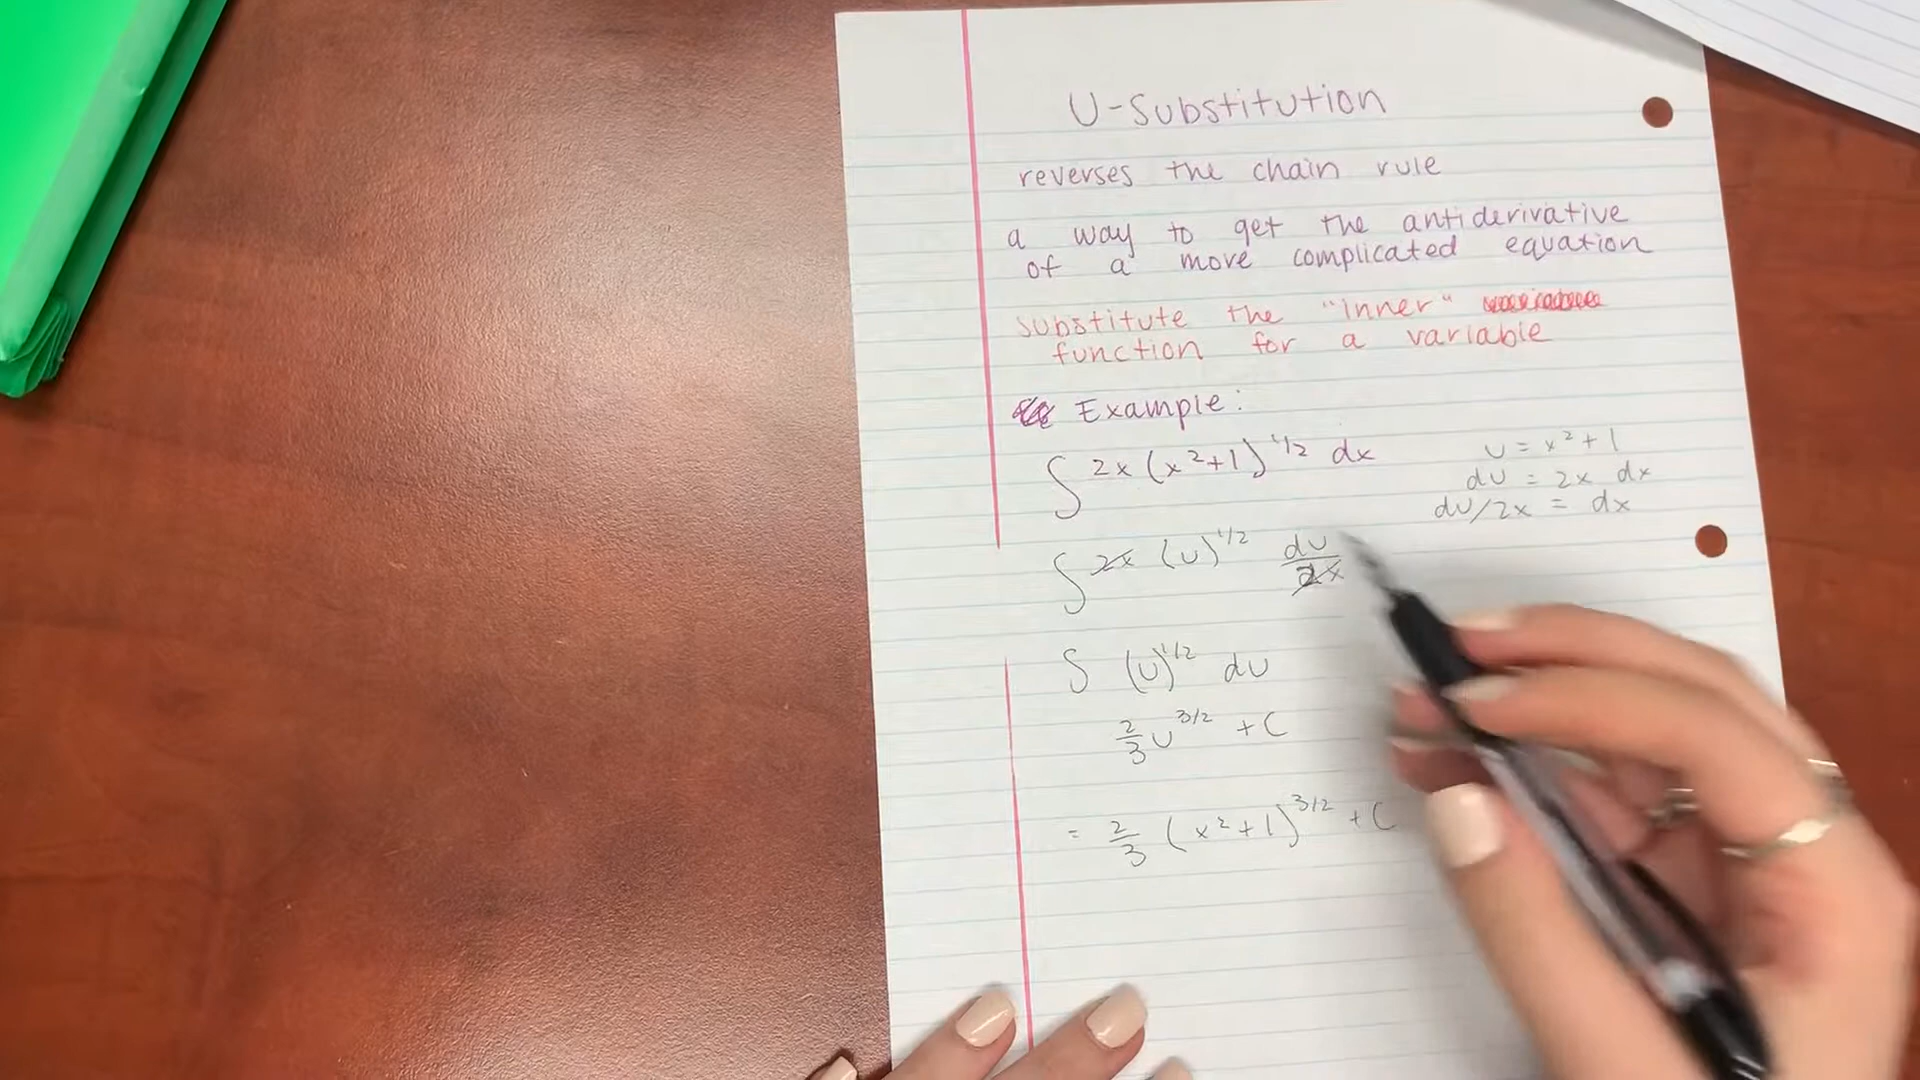 U-Substitution
reverses the chain rule
a way to get the antiderivative
of a more complicated equation
substitute the "inner"
function for a variable
Example:
∫ 2x (x²+1)^1/2 dx
u = x²+1
du = 2x dx
du/2x = dx
∫ 2x (u)^1/2 du/2x
∫ (u)^1/2 du
2/3 u^3/2 + C
= 2/3 (x²+1)^3/2 + C